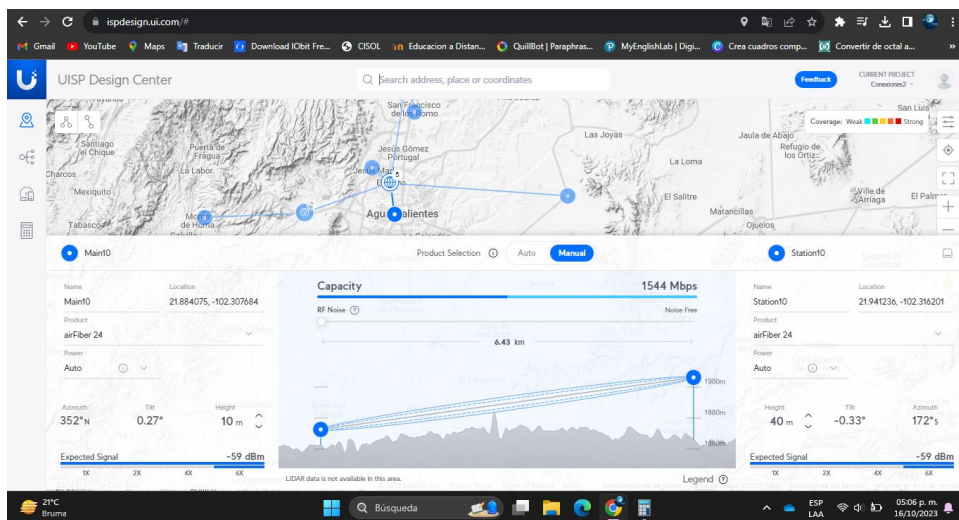 ispdesign.ui.com/#
Gmail YouTube Maps Traducir Download IObit Fre... CISOL Educacion a Distan... QuillBot | Paraphras... MyEnglishLab | Digi... Crea cuadros comp... Convertir de octal a... »
UISP Design Center
Search address, place or coordinates
Feedback
CURRENT PROJECT
Conexiones2
San Francisco
de los Romo
San Luis
Coverage: Weak Strong
Santiago
el Chique
Puerta de
Fragua
Las Joyas
Jaula de Abajo
Refugio de
los Ortiz
Jesús Gómez
Portugal
Charcos
La Labor
La Loma
5
Mexiquito
El Salitre
Ville de
Arriaga
El Palmar
Matancillas
Tabasco
Ojuelos
Main10
Product Selection Auto Manual
Station10
Name Location
Main10 21.884075, -102.307684
Product
airFiber 24
Power
Auto
Azimuth Tilt Height
352°N 0.27° 10 m
Expected Signal -59 dBm
1X 2X 4X 6X
Capacity 1544 Mbps
RF Noise Noise Free
6.43 km
1900m
1880m
1860m
LIDAR data is not available in this area.
Legend
Name Location
Station10 21.941236, -102.316201
Product
airFiber 24
Power
Auto
Height Tilt Azimuth
40 m -0.33° 172°S
Expected Signal -59 dBm
1X 2X 4X 6X
21°C
Bruma
Búsqueda
ESP
LAA
05:06 p. m.
16/10/2023